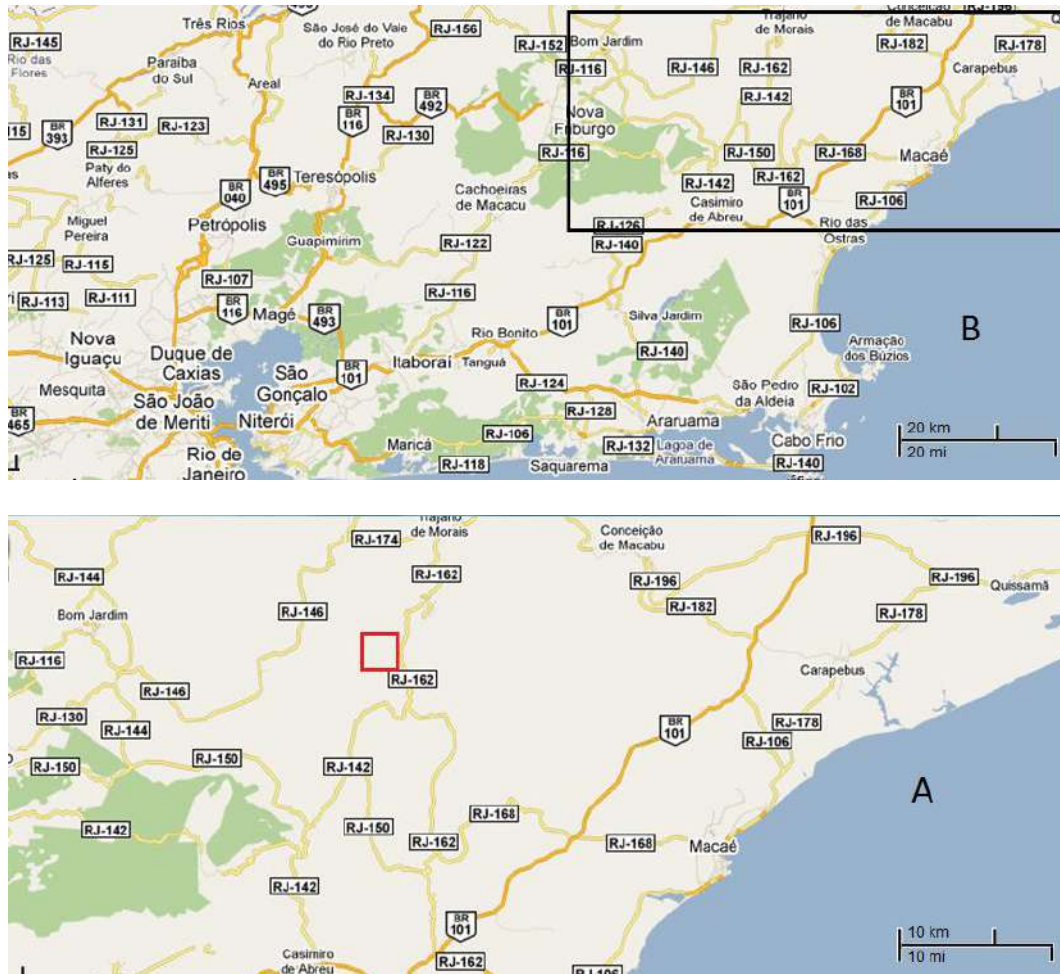 Três Rios
São José do Vale
do Rio Preto
RJ-156
RJ-145
Rio das
Flores
Paraíba
do Sul
Areal
RJ-152
Bom Jardim
Trajano
de Morais
Conceição
de Macabu
RJ-196
RJ-182
RJ-178
Carapebus
RJ-116
RJ-146
RJ-162
RJ-134
BR
492
BR
101
RJ-142
BR
116
Nova
Friburgo
RJ-131
RJ-123
RJ-130
BR
393
RJ-125
Paty do
Alferes
RJ-116
RJ-150
RJ-168
Macaé
BR
495
Teresópolis
BR
040
Cachoeiras
de Macacu
RJ-142
RJ-162
BR
101
RJ-106
Casimiro
de Abreu
Miguel
Pereira
Petrópolis
Guapimirim
RJ-122
RJ-126
RJ-140
Rio das
Ostras
RJ-125
RJ-115
RJ-107
RJ-113
RJ-111
BR
116
Magé
BR
493
RJ-116
Silva Jardim
BR
101
RJ-106
B
Nova
Iguaçu
Duque de
Caxias
Rio Bonito
Armação
dos Búzios
Itaboraí
Tanguá
RJ-140
Mesquita
São
Gonçalo
BR
101
RJ-124
São Pedro
da Aldeia
RJ-102
São João
de Meriti
Niterói
RJ-128
Araruama
BR
465
Maricá
RJ-106
RJ-132
Lagoa de
Araruama
Cabo Frio
20 km
20 mi
Rio de
Janeiro
RJ-118
Saquarema
RJ-140
Trajano
de Morais
RJ-174
Conceição
de Macabu
RJ-196
RJ-144
RJ-162
RJ-196
RJ-196
Quissamã
Bom Jardim
RJ-146
RJ-182
RJ-178
RJ-116
RJ-162
Carapebus
RJ-146
RJ-130
RJ-144
BR
101
RJ-178
RJ-106
RJ-150
RJ-150
RJ-142
A
RJ-142
RJ-150
RJ-168
RJ-162
RJ-168
Macaé
RJ-142
BR
101
10 km
10 mi
Casimiro
de Abreu
RJ-162
RJ-106